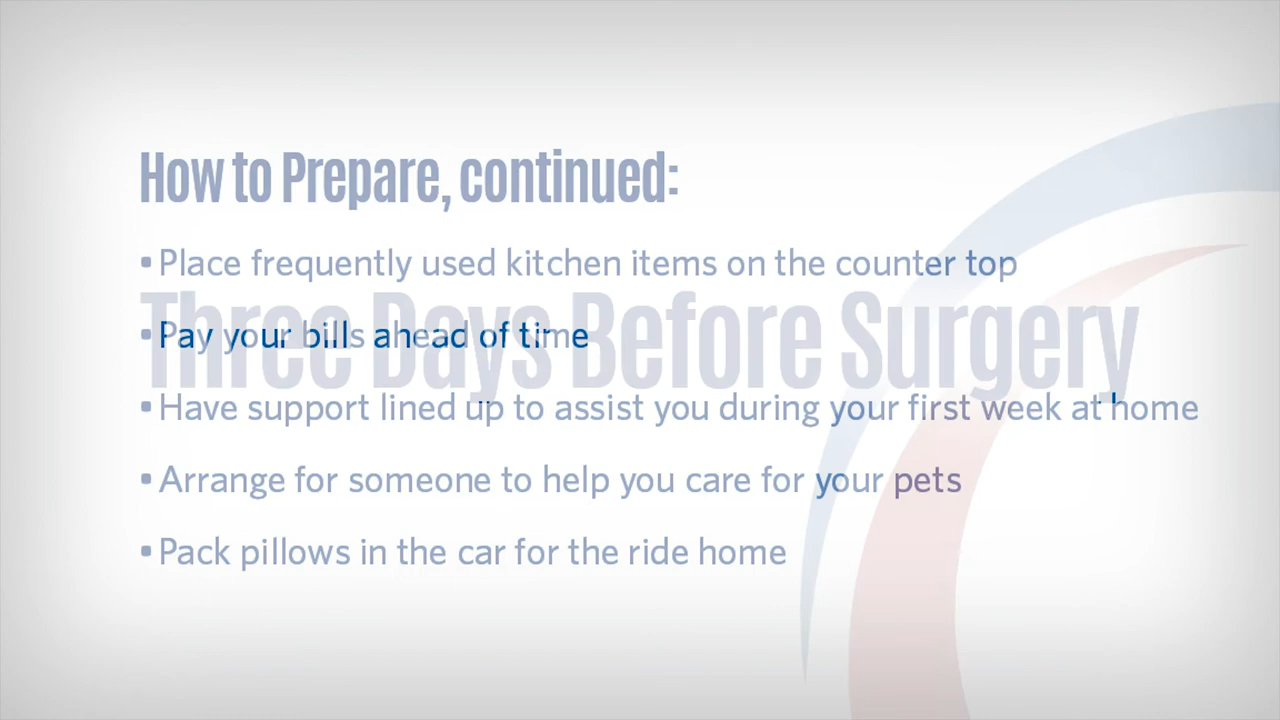 How to Prepare, continued:
• Place frequently used kitchen items on the counter top
Three Days Before Surgery
• Pay your bills ahead of time
• Have support lined up to assist you during your first week at home
• Arrange for someone to help you care for your pets
• Pack pillows in the car for the ride home